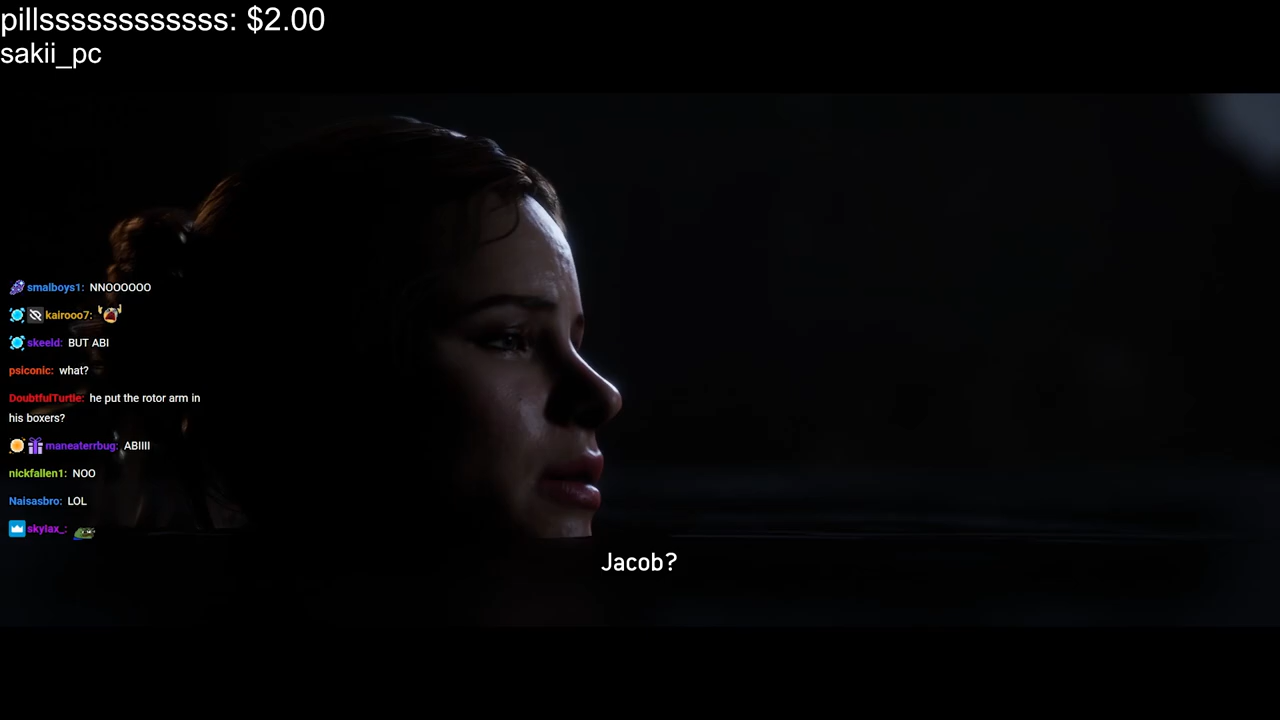 pillssssssssssss: $2.00
sakii_pc
smalboys1: NNOOOOOO
kairooo7:
skeeld: BUT ABI
psiconic: what?
DoubtfulTurtle: he put the rotor arm in
his boxers?
maneaterrbug: ABIIII
nickfallen1: NOO
Naisasbro: LOL
skylax_:
Jacob?